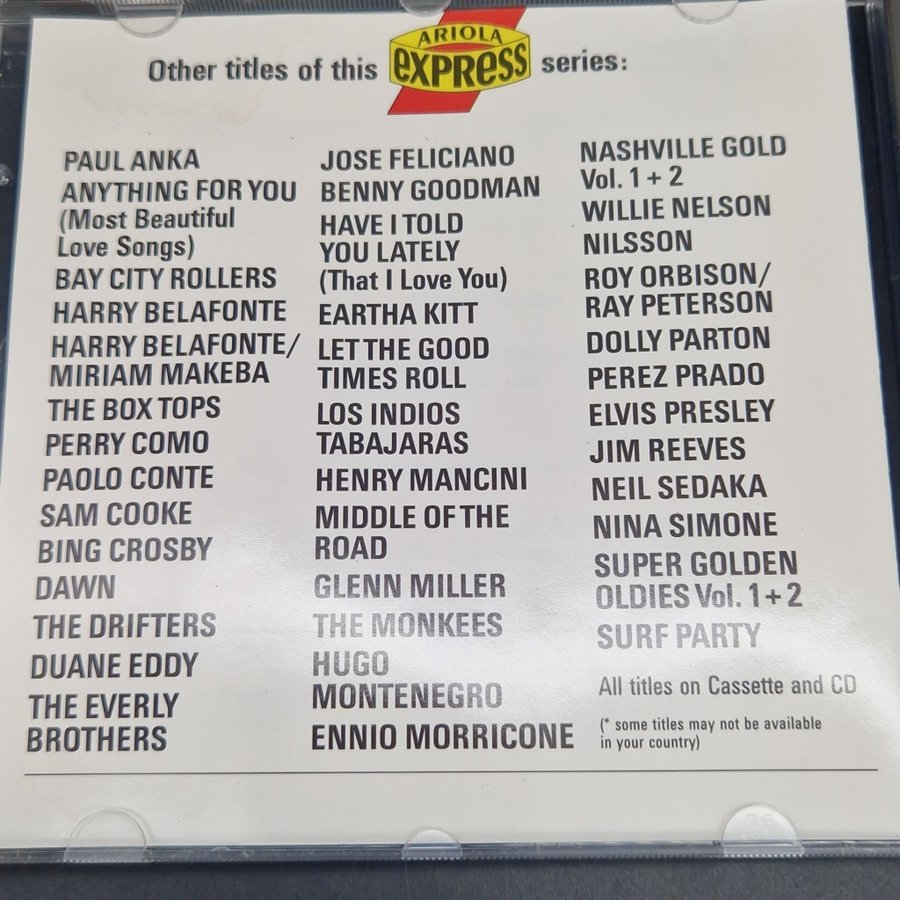 Other titles of this ARIOLA express series:
PAUL ANKA
ANYTHING FOR YOU
(Most Beautiful
Love Songs)
BAY CITY ROLLERS
HARRY BELAFONTE
HARRY BELAFONTE/
MIRIAM MAKEBA
THE BOX TOPS
PERRY COMO
PAOLO CONTE
SAM COOKE
BING CROSBY
DAWN
THE DRIFTERS
DUANE EDDY
THE EVERLY
BROTHERS
JOSE FELICIANO
BENNY GOODMAN
HAVE I TOLD
YOU LATELY
(That I Love You)
EARTHA KITT
LET THE GOOD
TIMES ROLL
LOS INDIOS
TABAJARAS
HENRY MANCINI
MIDDLE OF THE
ROAD
GLENN MILLER
THE MONKEES
HUGO
MONTENEGRO
ENNIO MORRICONE
NASHVILLE GOLD
Vol. 1 + 2
WILLIE NELSON
NILSSON
ROY ORBISON/
RAY PETERSON
DOLLY PARTON
PEREZ PRADO
ELVIS PRESLEY
JIM REEVES
NEIL SEDAKA
NINA SIMONE
SUPER GOLDEN
OLDIES Vol. 1 + 2
SURF PARTY
All titles on Cassette and CD
(* some titles may not be available
in your country)